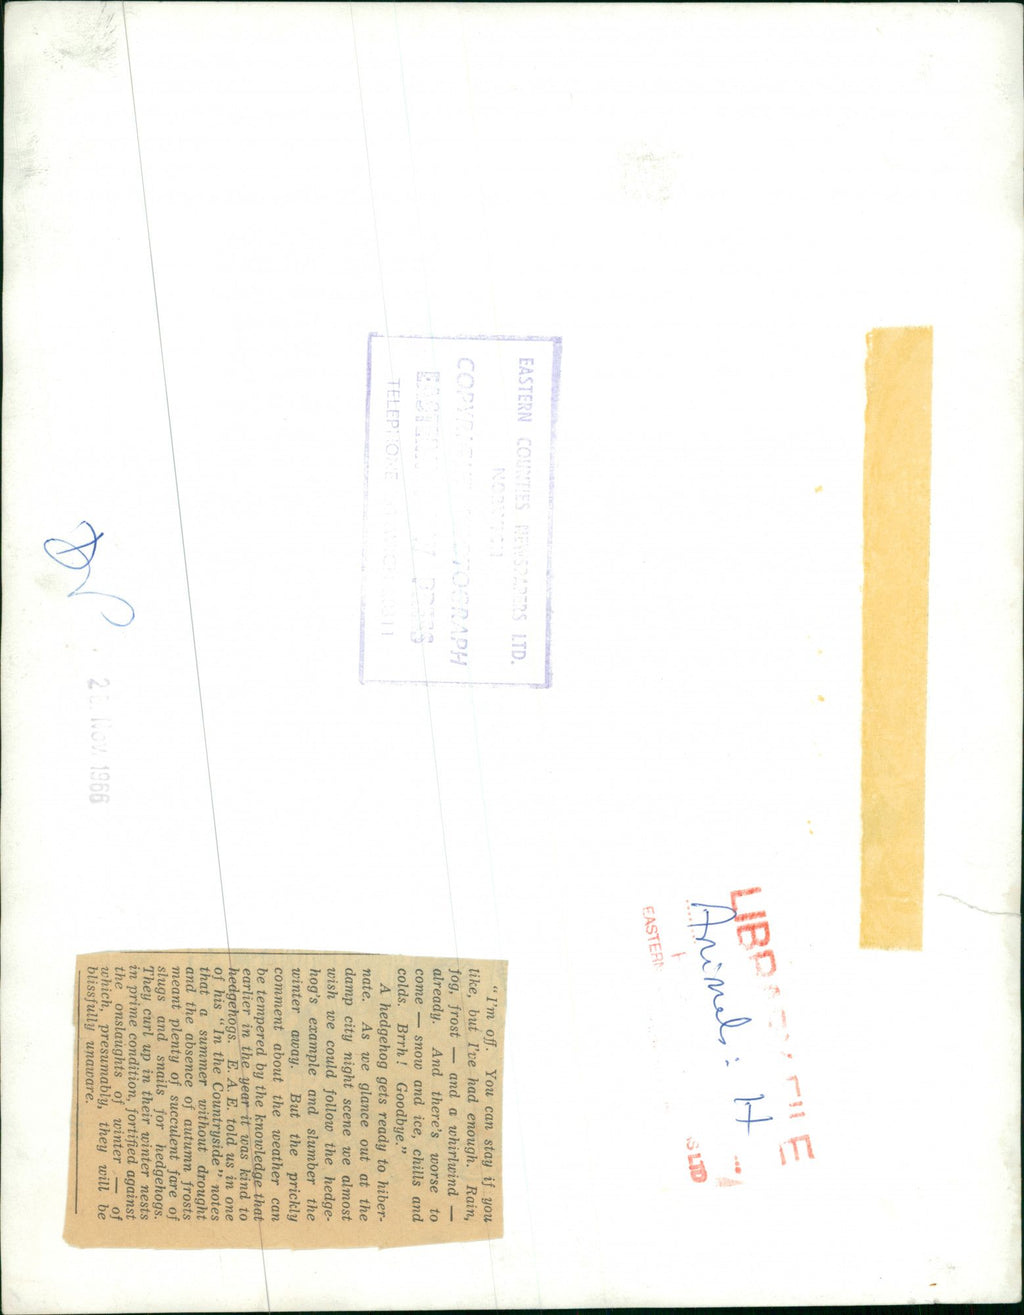 EASTERN COUNTIES NEWSPAPERS LTD.
NORWICH
COPYRIGHT PHOTOGRAPH
TELEPHONE
LIBRARY FILE
Animals: H
EASTERN
LTD
Nov. 1966
"I'm off. You can stay if you
like, but I've had enough. Rain,
fog, frost — and a whirlwind —
already. And there's worse to
come — snow and ice, chills and
colds. Brrh! Goodbye."
A hedgehog gets ready to hiber-
nate. As we glance out at the
damp city night scene we almost
wish we could follow the hedge-
hog's example and slumber the
winter away. But the prickly
comment about the weather can
be tempered by the knowledge that
earlier in the year it was kind to
hedgehogs. E. A. E. told us in one
of his "In the Countryside" notes
that a summer without drought
and the absence of autumn frosts
meant plenty of succulent fare of
slugs and snails for hedgehogs.
They curl up in their winter nests
in prime condition, fortified against
the onslaughts of winter — of
which, presumably, they will be
blissfully unaware.